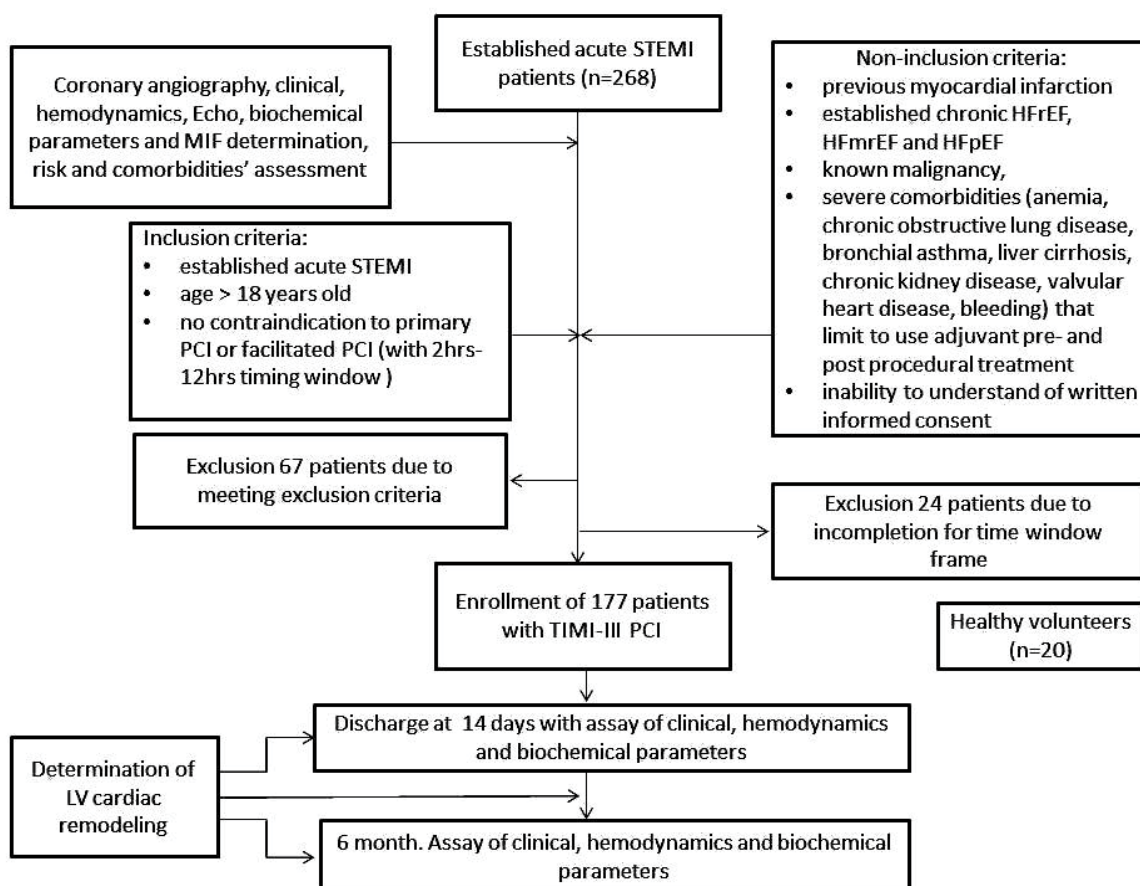 Established acute STEMI
patients (n=268)
Coronary angiography, clinical,
hemodynamics, Echo, biochemical
parameters and MIF determination,
risk and comorbidities’ assessment
Non-inclusion criteria:
• previous myocardial infarction
• established chronic HFrEF,
HFmrEF and HFpEF
• known malignancy,
• severe comorbidities (anemia,
chronic obstructive lung disease,
bronchial asthma, liver cirrhosis,
chronic kidney disease, valvular
heart disease, bleeding) that
limit to use adjuvant pre- and
post procedural treatment
• inability to understand of written
informed consent
Inclusion criteria:
• established acute STEMI
• age > 18 years old
• no contraindication to primary
PCI or facilitated PCI (with 2hrs-
12hrs timing window )
Exclusion 67 patients due to
meeting exclusion criteria
Exclusion 24 patients due to
incompletion for time window
frame
Enrollment of 177 patients
with TIMI-III PCI
Healthy volunteers
(n=20)
Discharge at 14 days with assay of clinical, hemodynamics
and biochemical parameters
Determination of
LV cardiac
remodeling
6 month. Assay of clinical, hemodynamics and biochemical
parameters